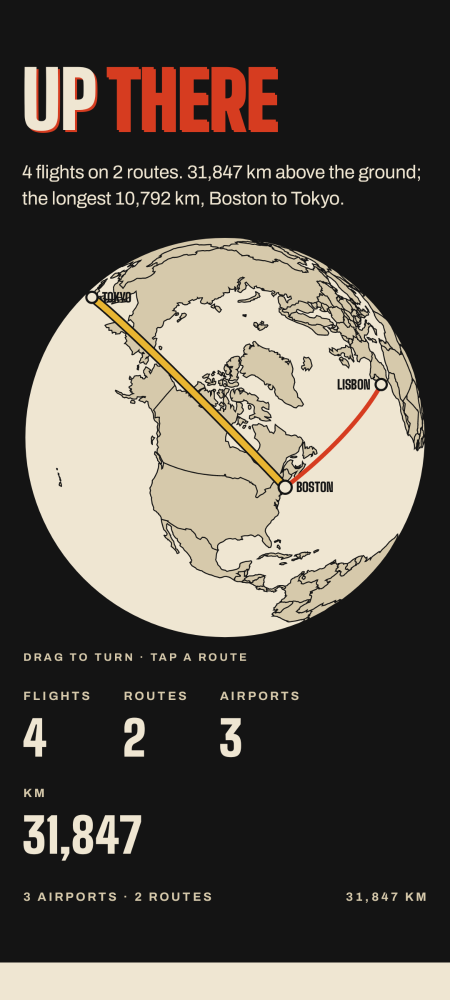 UP THERE
4 flights on 2 routes. 31,847 km above the ground;
the longest 10,792 km, Boston to Tokyo.
TOKYO
LISBON
BOSTON
DRAG TO TURN · TAP A ROUTE
FLIGHTS ROUTES AIRPORTS
4 2 3
KM
31,847
3 AIRPORTS · 2 ROUTES 31,847 KM